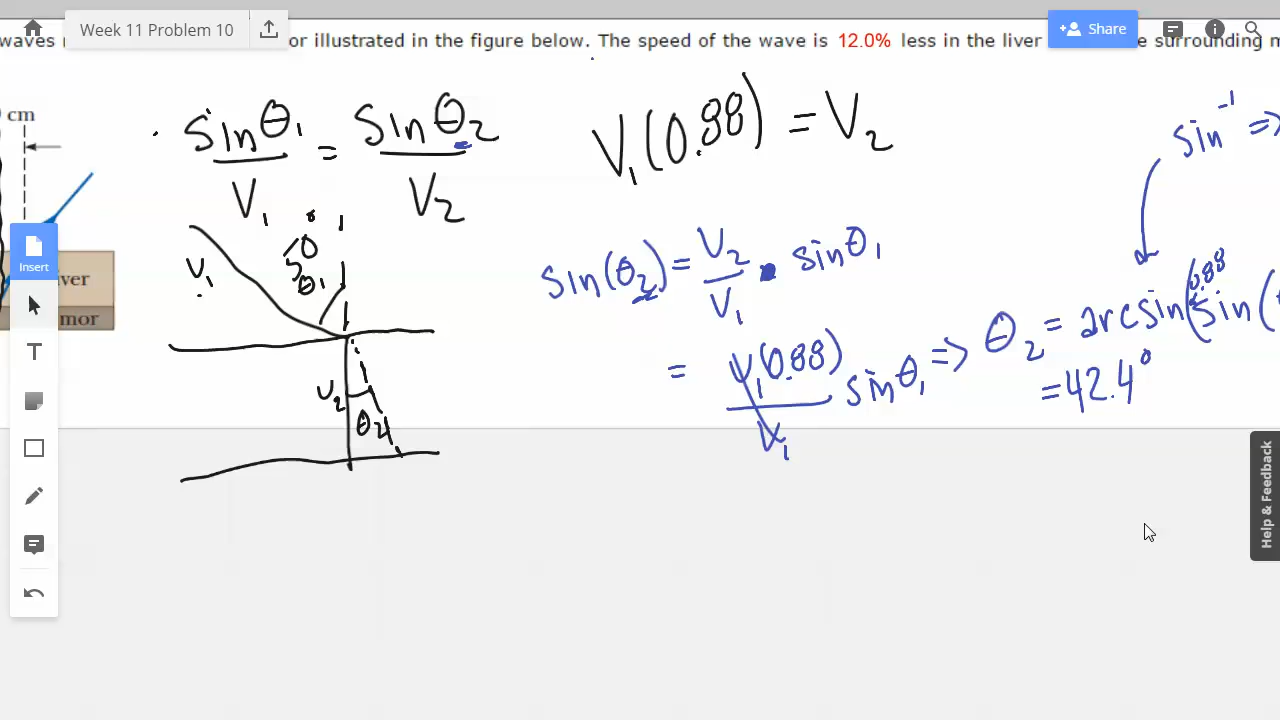 Week 11 Problem 10
Share
waves or illustrated in the figure below. The speed of the wave is 12.0% less in the liver e surrounding
cm
sinθ₁/V₁ = sinθ₂/V₂
V₁(0.88) = V₂
sin⁻¹ =>
V₁
θ₁
sin(θ₂) = V₂/V₁ · sinθ₁
= V₁(0.88)/V₁ sinθ₁ => θ₂ = arcsin(0.88 sin(
= 42.4°
V₂
θ₂
Insert
iver
mor
T
Help & Feedback